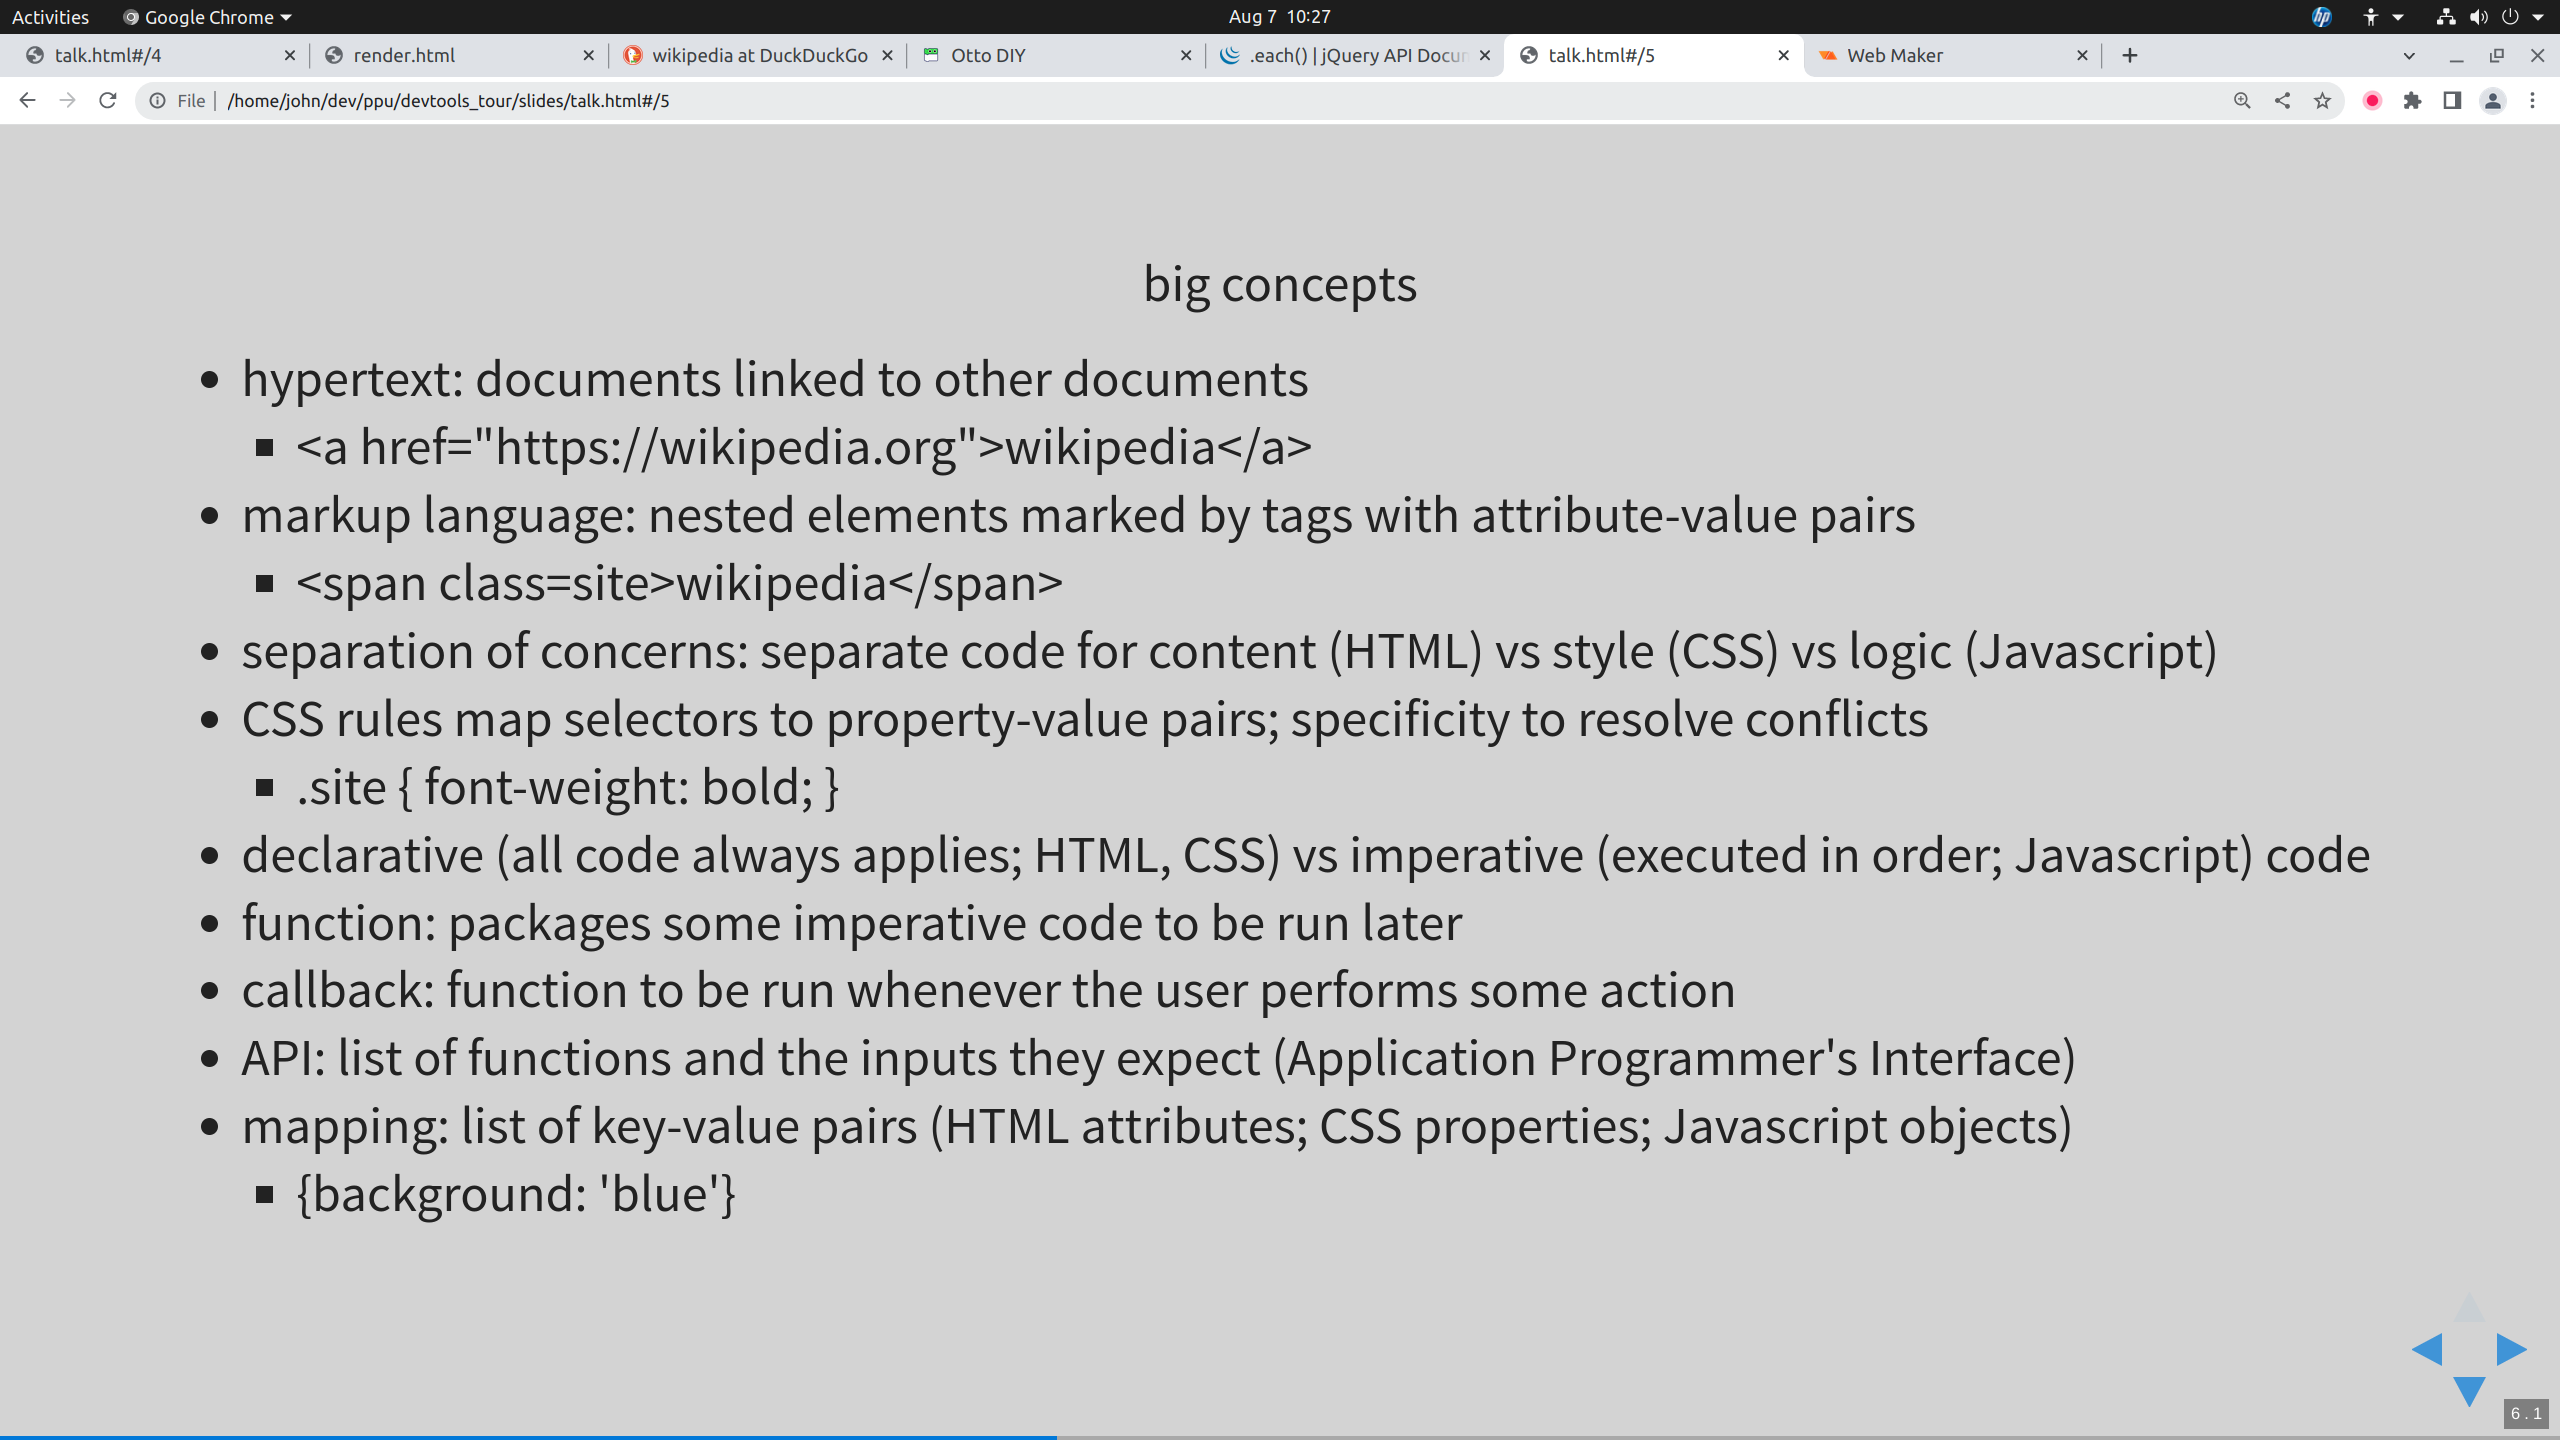 Activities Google Chrome Aug 7 10:27
talk.html#/4 render.html wikipedia at DuckDuckGo Otto DIY .each() | jQuery API Docum talk.html#/5 Web Maker
File /home/john/dev/ppu/devtools_tour/slides/talk.html#/5
big concepts
hypertext: documents linked to other documents
<a href="https://wikipedia.org">wikipedia</a>
markup language: nested elements marked by tags with attribute-value pairs
<span class=site>wikipedia</span>
separation of concerns: separate code for content (HTML) vs style (CSS) vs logic (Javascript)
CSS rules map selectors to property-value pairs; specificity to resolve conflicts
.site { font-weight: bold; }
declarative (all code always applies; HTML, CSS) vs imperative (executed in order; Javascript) code
function: packages some imperative code to be run later
callback: function to be run whenever the user performs some action
API: list of functions and the inputs they expect (Application Programmer's Interface)
mapping: list of key-value pairs (HTML attributes; CSS properties; Javascript objects)
{background: 'blue'}
6.1